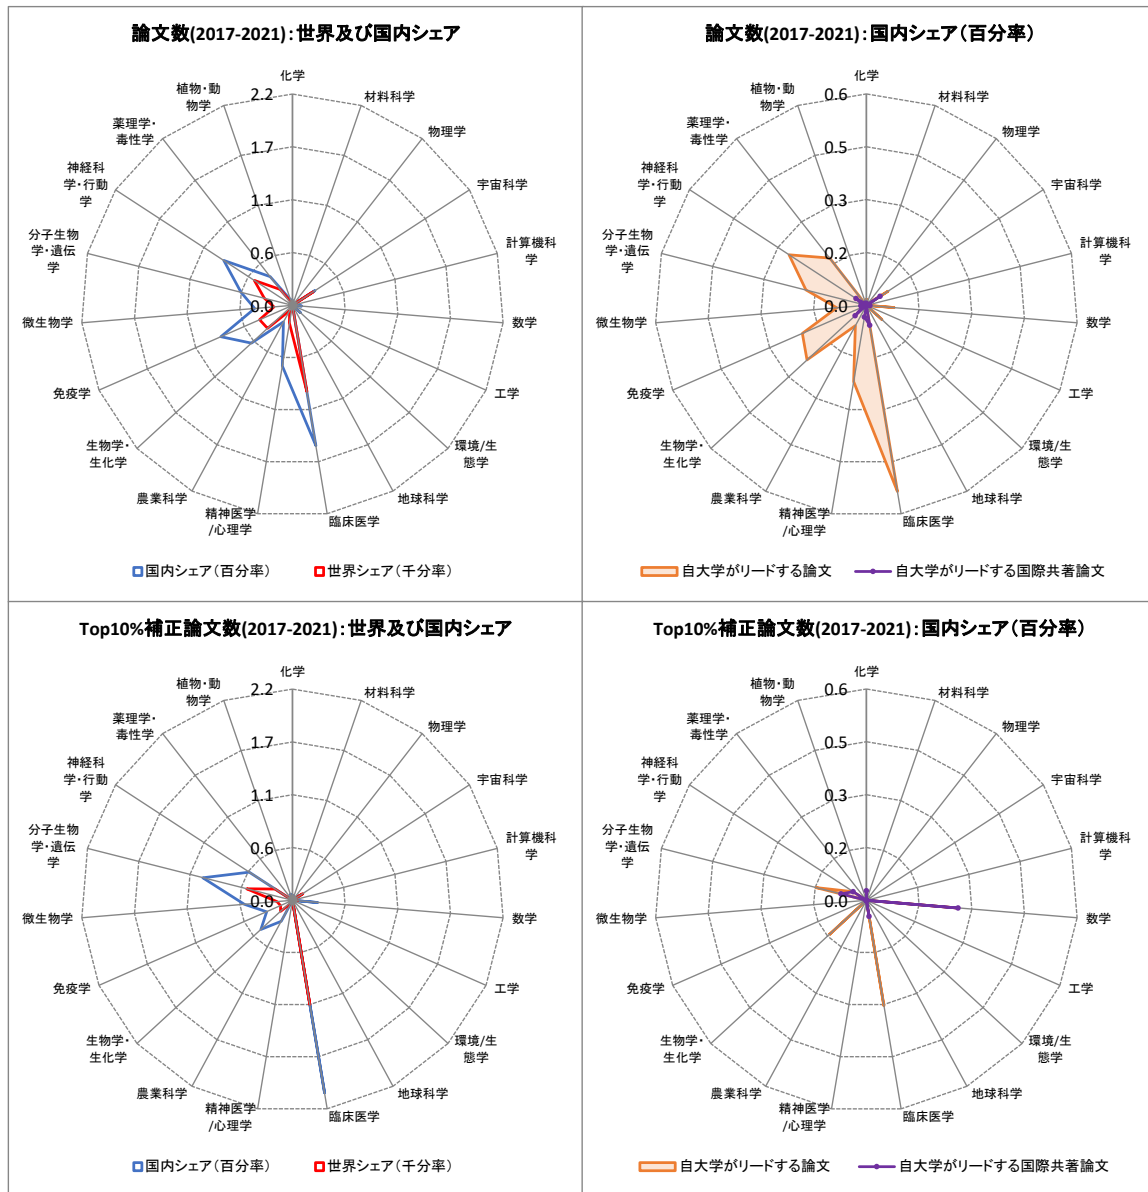 論文数(2017-2021):世界及び国内シェア
化学
材料科学
物理学
宇宙科学
計算機科
学
数学
工学
環境/生
態学
地球科学
臨床医学
精神医学
/心理学
農業科学
生物学・
生化学
免疫学
微生物学
分子生物
学・遺伝
学
神経科
学・行動
学
薬理学・
毒性学
植物・動
物学
2.2
1.7
1.1
0.6
0.0
国内シェア(百分率)
世界シェア(千分率)
論文数(2017-2021):国内シェア(百分率)
化学
材料科学
物理学
宇宙科学
計算機科
学
数学
工学
環境/生
態学
地球科学
臨床医学
精神医学
/心理学
農業科学
生物学・
生化学
免疫学
微生物学
分子生物
学・遺伝
学
神経科
学・行動
学
薬理学・
毒性学
植物・動
物学
0.6
0.5
0.3
0.2
0.0
自大学がリードする論文
自大学がリードする国際共著論文
Top10%補正論文数(2017-2021):世界及び国内シェア
化学
材料科学
物理学
宇宙科学
計算機科
学
数学
工学
環境/生
態学
地球科学
臨床医学
精神医学
/心理学
農業科学
生物学・
生化学
免疫学
微生物学
分子生物
学・遺伝
学
神経科
学・行動
学
薬理学・
毒性学
植物・動
物学
2.2
1.7
1.1
0.6
0.0
国内シェア(百分率)
世界シェア(千分率)
Top10%補正論文数(2017-2021):国内シェア(百分率)
化学
材料科学
物理学
宇宙科学
計算機科
学
数学
工学
環境/生
態学
地球科学
臨床医学
精神医学
/心理学
農業科学
生物学・
生化学
免疫学
微生物学
分子生物
学・遺伝
学
神経科
学・行動
学
薬理学・
毒性学
植物・動
物学
0.6
0.5
0.3
0.2
0.0
自大学がリードする論文
自大学がリードする国際共著論文